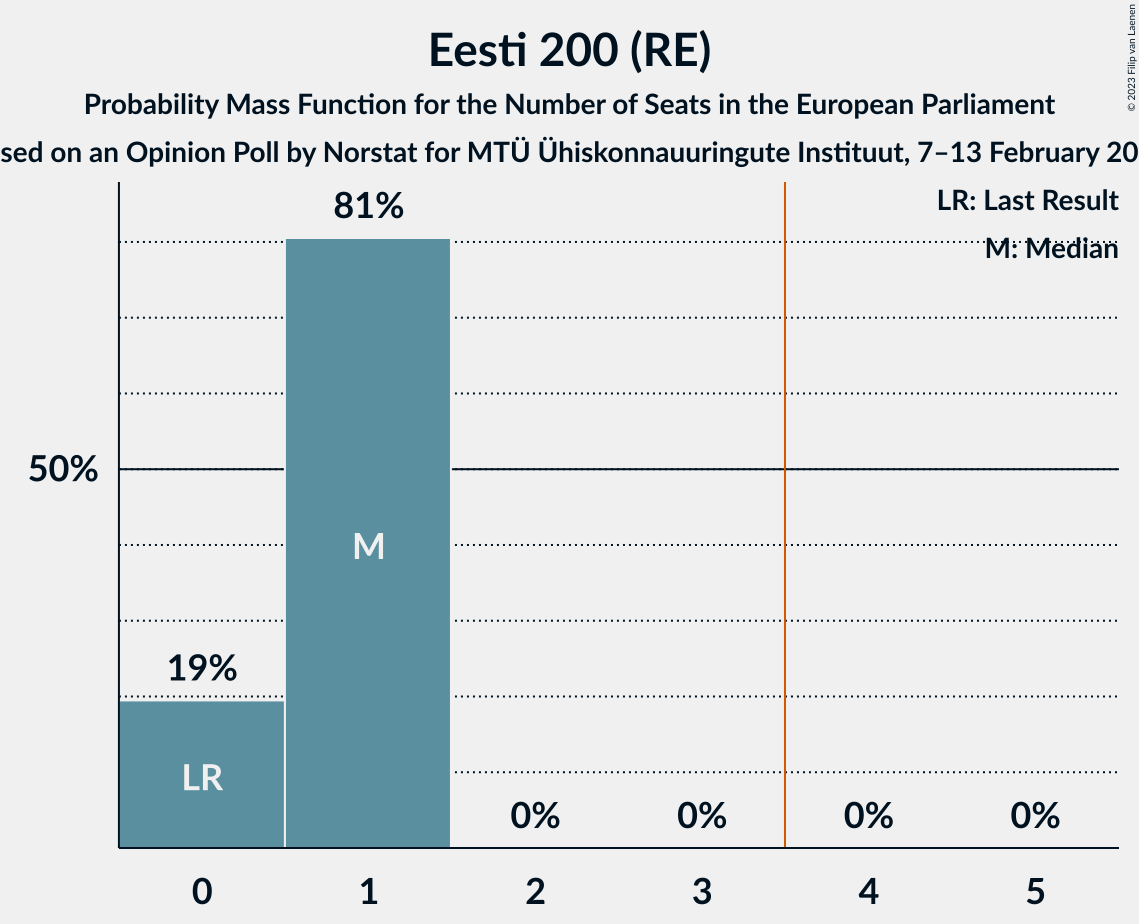 Eesti 200 (RE)
Probability Mass Function for the Number of Seats in the European Parliament
sed on an Opinion Poll by Norstat for MTÜ Ühiskonnauuringute Instituut, 7–13 February 20
© 2023 Filip van Laenen
LR: Last Result
M: Median
81%
50%
M
19%
LR
0% 0% 0% 0%
0 1 2 3 4 5